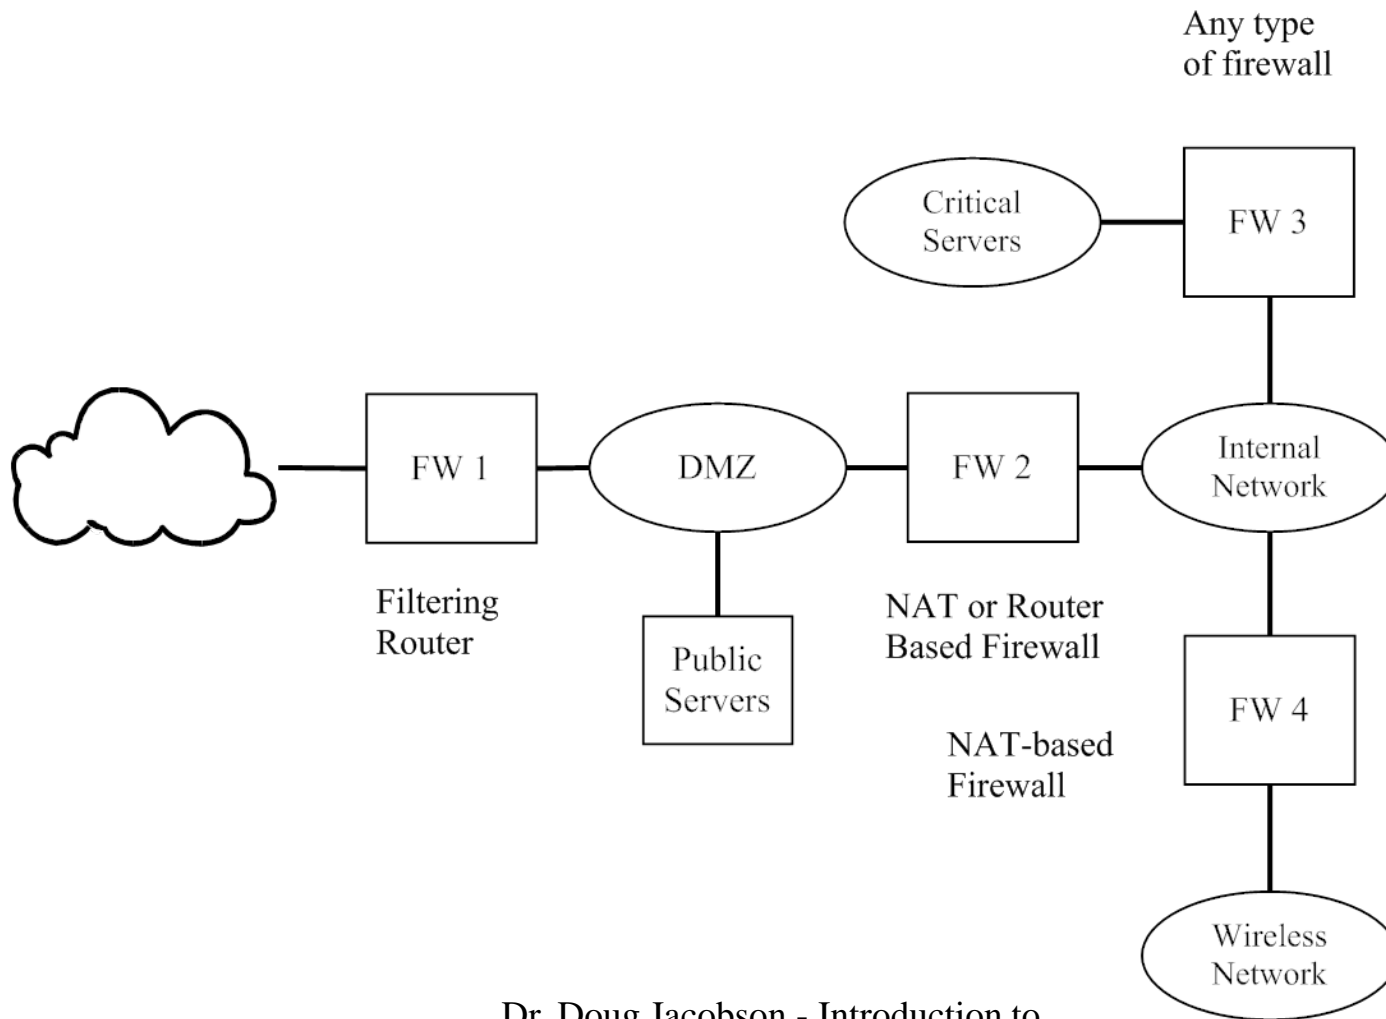 Any type
of firewall
Critical
Servers
FW 3
FW 1
DMZ
FW 2
Internal
Network
Filtering
Router
Public
Servers
NAT or Router
Based Firewall
NAT-based
Firewall
FW 4
Wireless
Network
Dr. Doug Jacobson - Introduction to